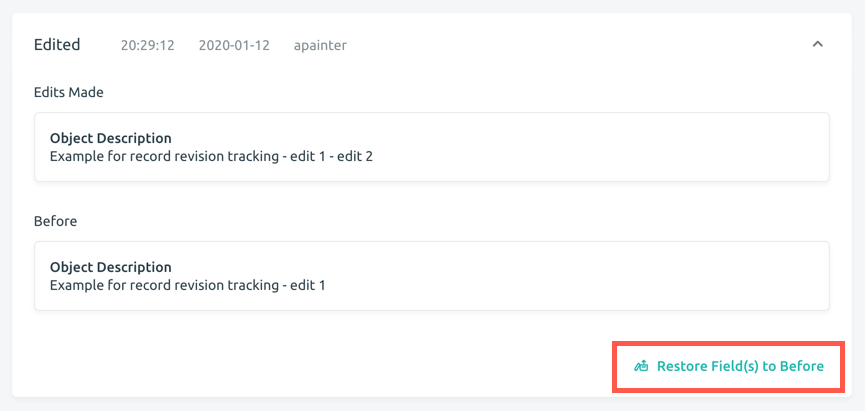 Edited 20:29:12 2020-01-12 apainter
Edits Made
Object Description
Example for record revision tracking - edit 1 - edit 2
Before
Object Description
Example for record revision tracking - edit 1
Restore Field(s) to Before